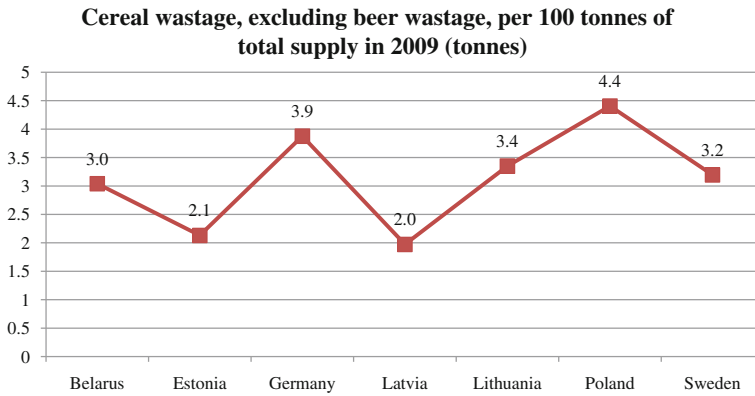 Cereal wastage, excluding beer wastage, per 100 tonnes of
total supply in 2009 (tonnes)
5
4.5
4
3.5
3
2.5
2
1.5
1
0.5
0
3.0
2.1
3.9
2.0
3.4
4.4
3.2
Belarus
Estonia
Germany
Latvia
Lithuania
Poland
Sweden